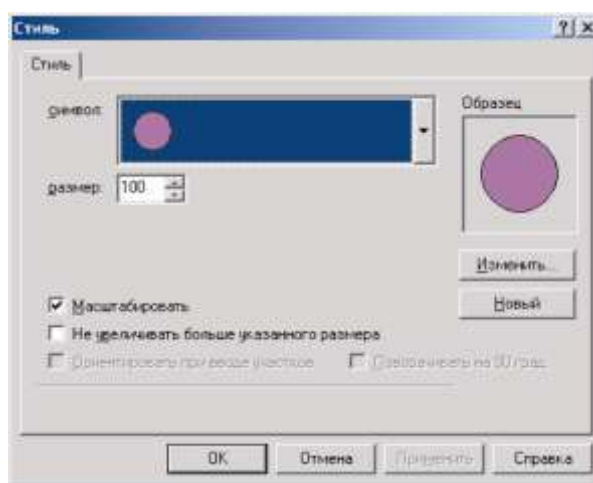 Стиль
Стиль
символ:
Образец
размер: 100
Изменить...
Новый
Масштабировать
Не увеличивать больше указанного размера
Ориентировать при вводе участков Поворачивать на 90 град.
OK Отмена Применить Справка